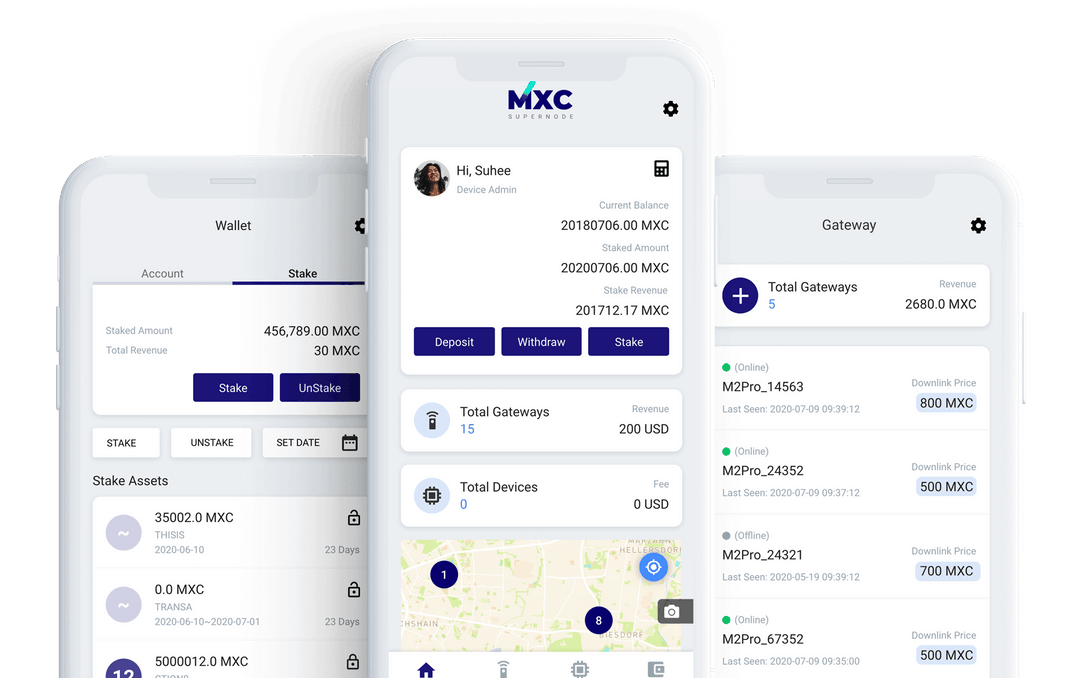 Wallet
Account Stake
Staked Amount 456,789.00 MXC
Total Revenue 30 MXC
Stake UnStake
STAKE UNSTAKE SET DATE
Stake Assets
35002.0 MXC
THISIS
2020-06-10 23 Days
0.0 MXC
TRANSA
2020-06-10~2020-07-01 23 Days
5000012.0 MXC
12
MXC
SUPERNODE
Hi, Suhee
Device Admin
Current Balance
20180706.00 MXC
Staked Amount
20200706.00 MXC
Stake Revenue
201712.17 MXC
Deposit Withdraw Stake
Total Gateways Revenue
15 200 USD
Total Devices Fee
0 0 USD
HELLERSDORF
1
8
CHSHAIN
BIESDORF
Gateway
Total Gateways Revenue
5 2680.0 MXC
(Online)
M2Pro_14563 Downlink Price
Last Seen: 2020-07-09 09:39:12 800 MXC
(Online)
M2Pro_24352 Downlink Price
Last Seen: 2020-07-09 09:37:12 500 MXC
(Offline)
M2Pro_24321 Downlink Price
Last Seen: 2020-05-19 09:39:12 700 MXC
(Online)
M2Pro_67352 Downlink Price
Last Seen: 2020-07-09 09:35:00 500 MXC